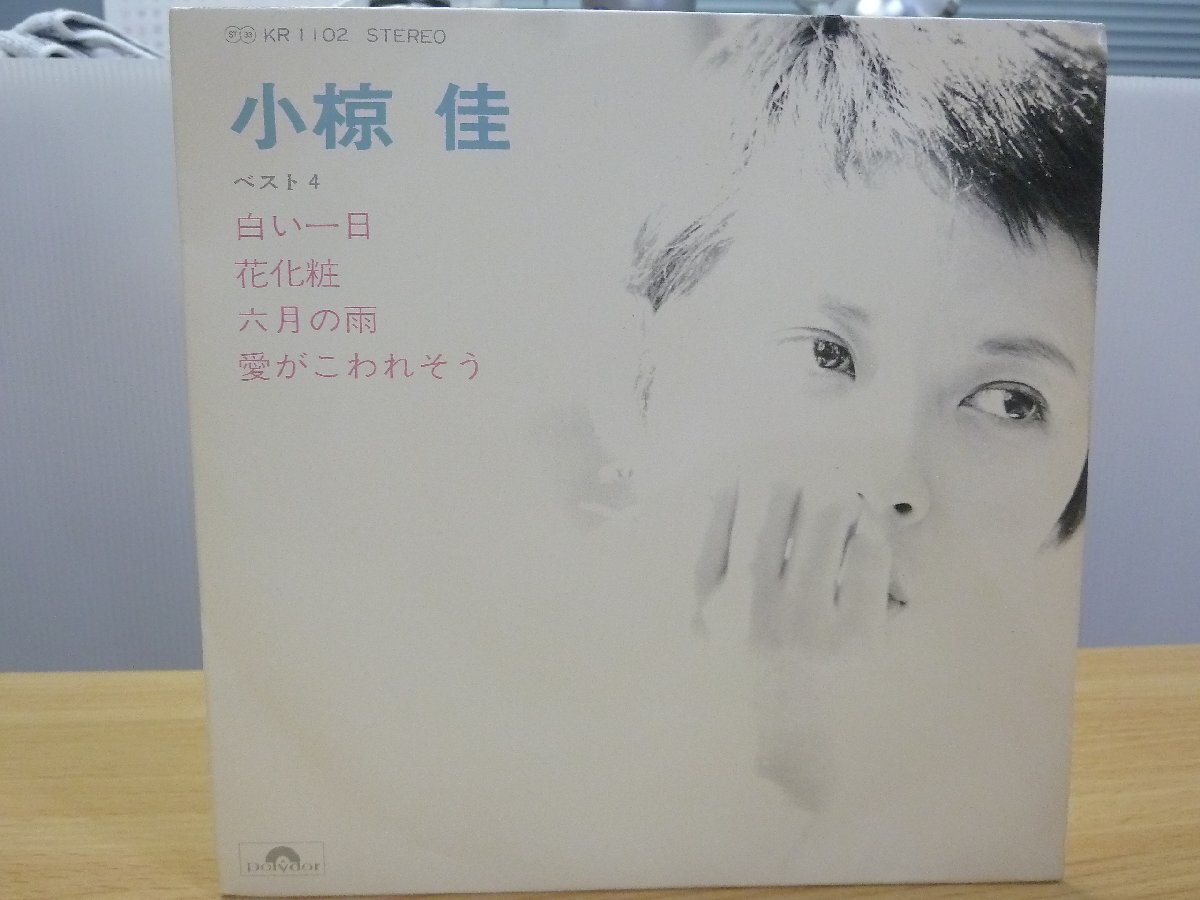 ST 33 KR 1102 STEREO
小椋 佳
ベスト4
白い一日
花化粧
六月の雨
愛がこわれそう
Polydor